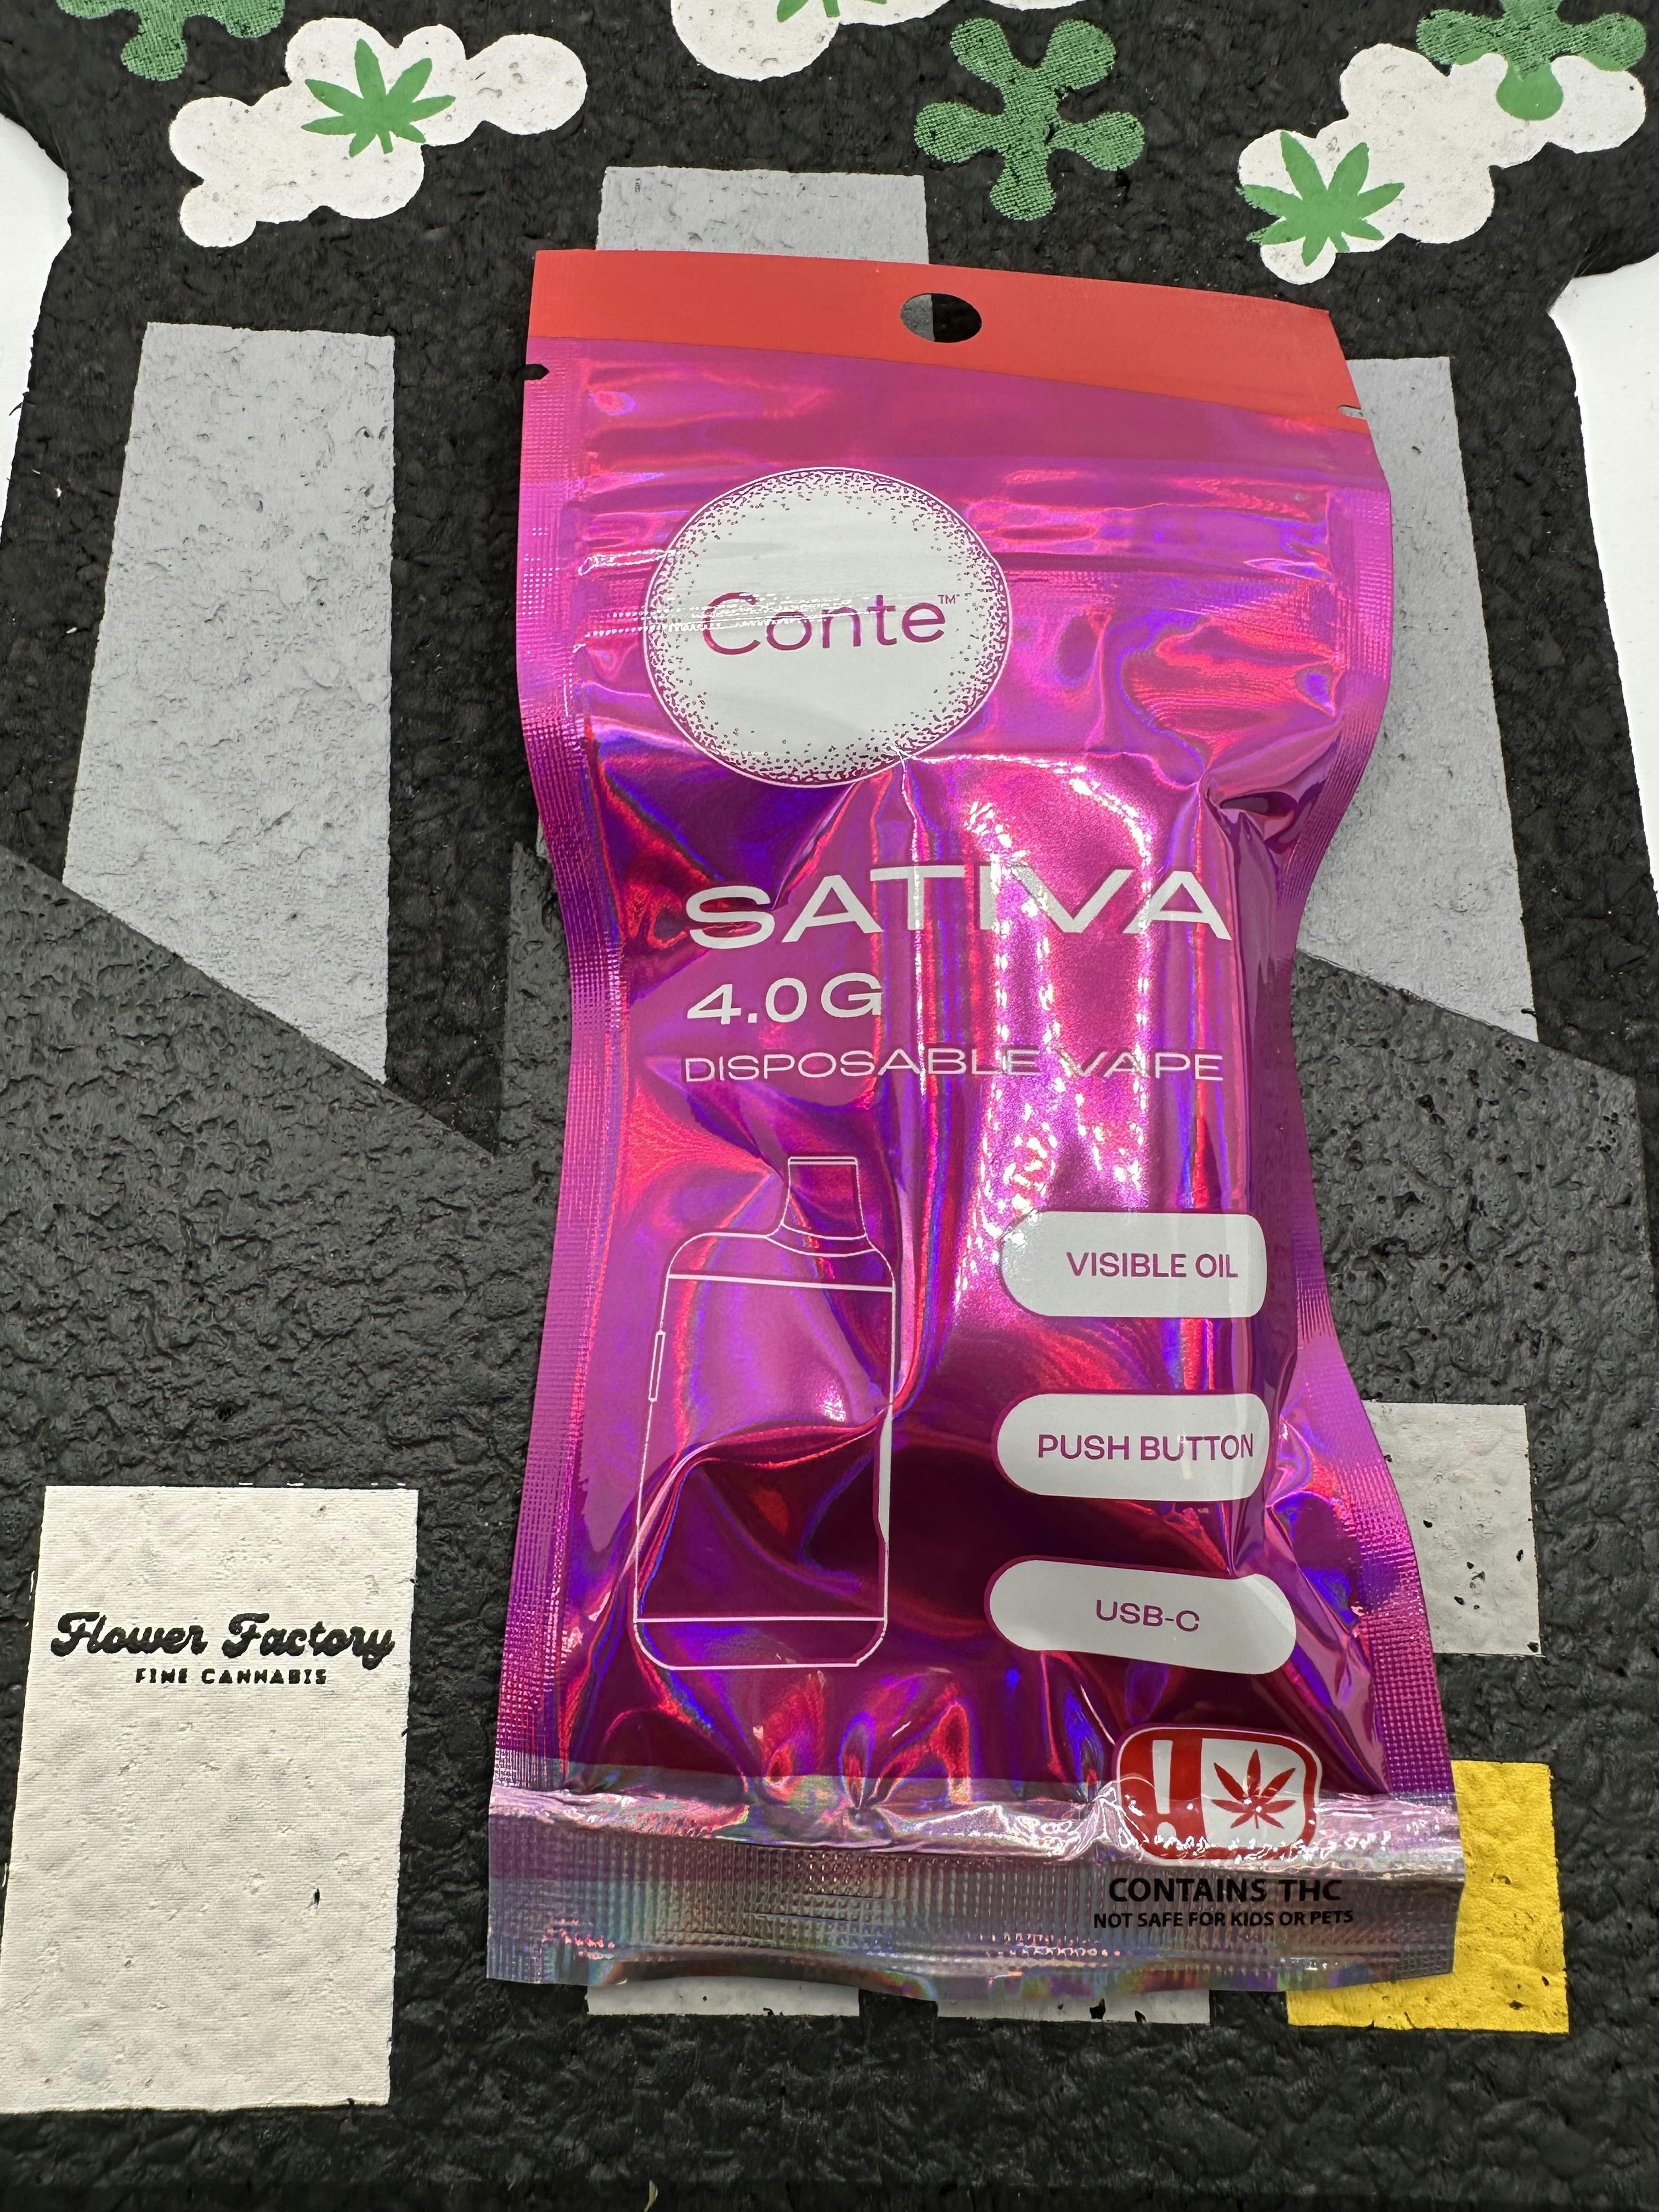 Conte™
SATIVA
4.0G
DISPOSABLE VAPE
VISIBLE OIL
PUSH BUTTON
USB-C
!
CONTAINS THC
NOT SAFE FOR KIDS OR PETS
Flower Factory
FINE CANNABIS